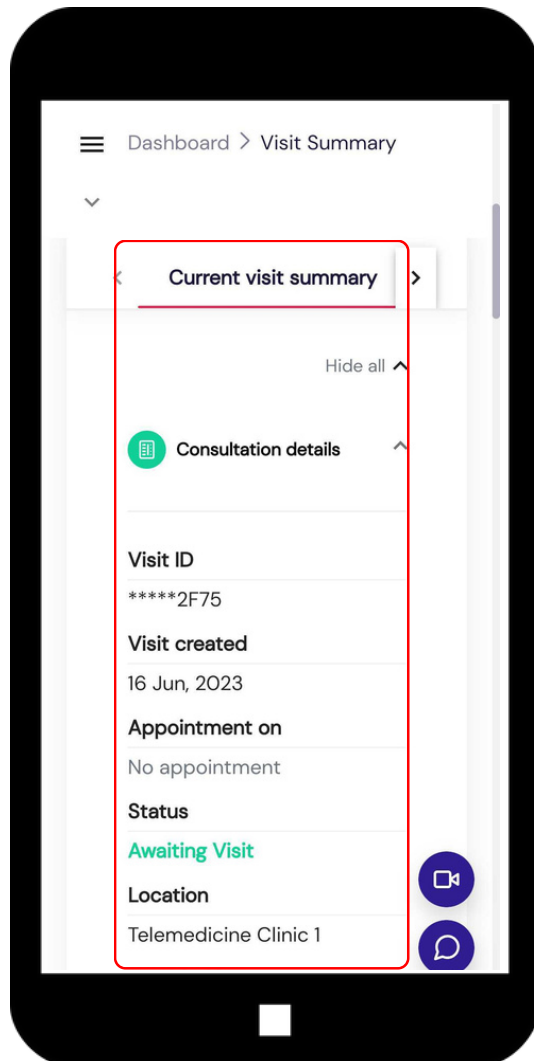 Dashboard > Visit Summary
Current visit summary
Hide all
Consultation details
Visit ID
*****2F75
Visit created
16 Jun, 2023
Appointment on
No appointment
Status
Awaiting Visit
Location
Telemedicine Clinic 1